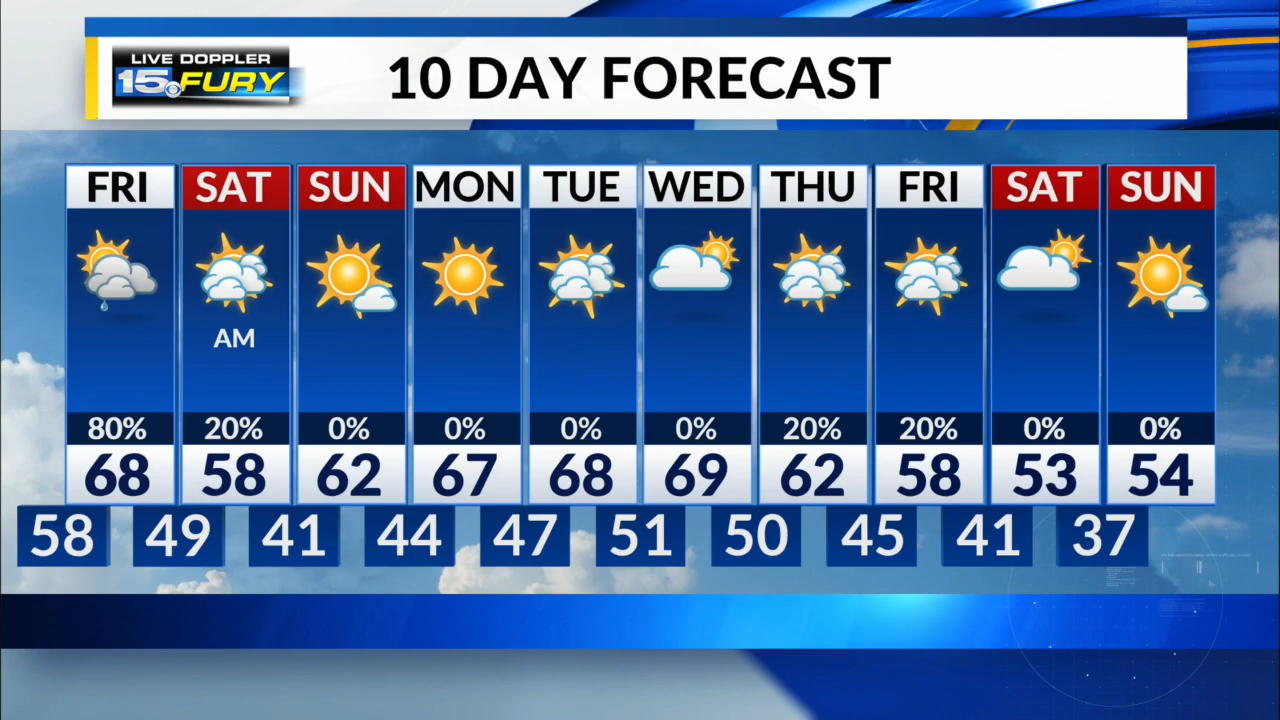 LIVE DOPPLER
15 FURY
10 DAY FORECAST
FRI SAT SUN MON TUE WED THU FRI SAT SUN
AM
80% 20% 0% 0% 0% 0% 20% 20% 0% 0%
68 58 62 67 68 69 62 58 53 54
58 49 41 44 47 51 50 45 41 37